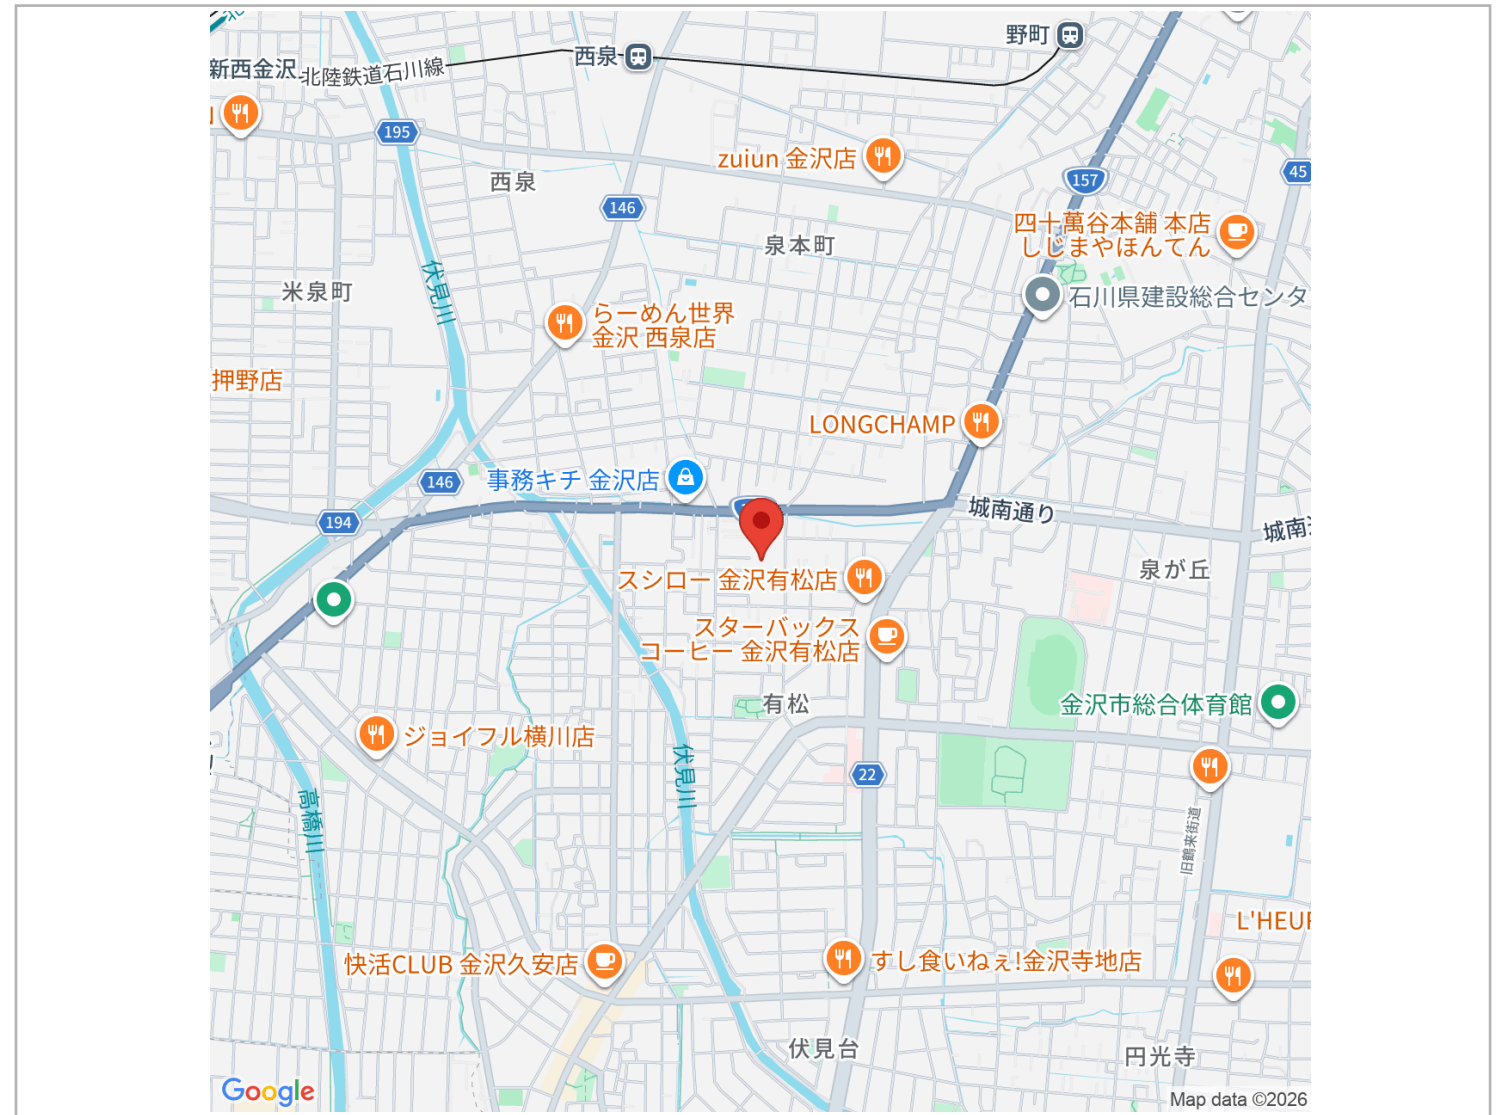 野町
西泉
新西金沢
北陸鉄道石川線
195
zuiun 金沢店
45
157
西泉
146
四十萬谷本舗 本店
しじまやほんてん
泉本町
伏見川
米泉町
石川県建設総合センタ
らーめん世界
金沢 西泉店
押野店
LONGCHAMP
事務キチ 金沢店
146
194
城南通り
城南
泉が丘
スシロー 金沢有松店
スターバックス
コーヒー 金沢有松店
有松
金沢市総合体育館
ジョイフル横川店
伏見川
22
高橋川
旧鶴来街道
L'HEUR
快活CLUB 金沢久安店
すし食いねぇ!金沢寺地店
伏見台
円光寺
Google
Map data ©2026